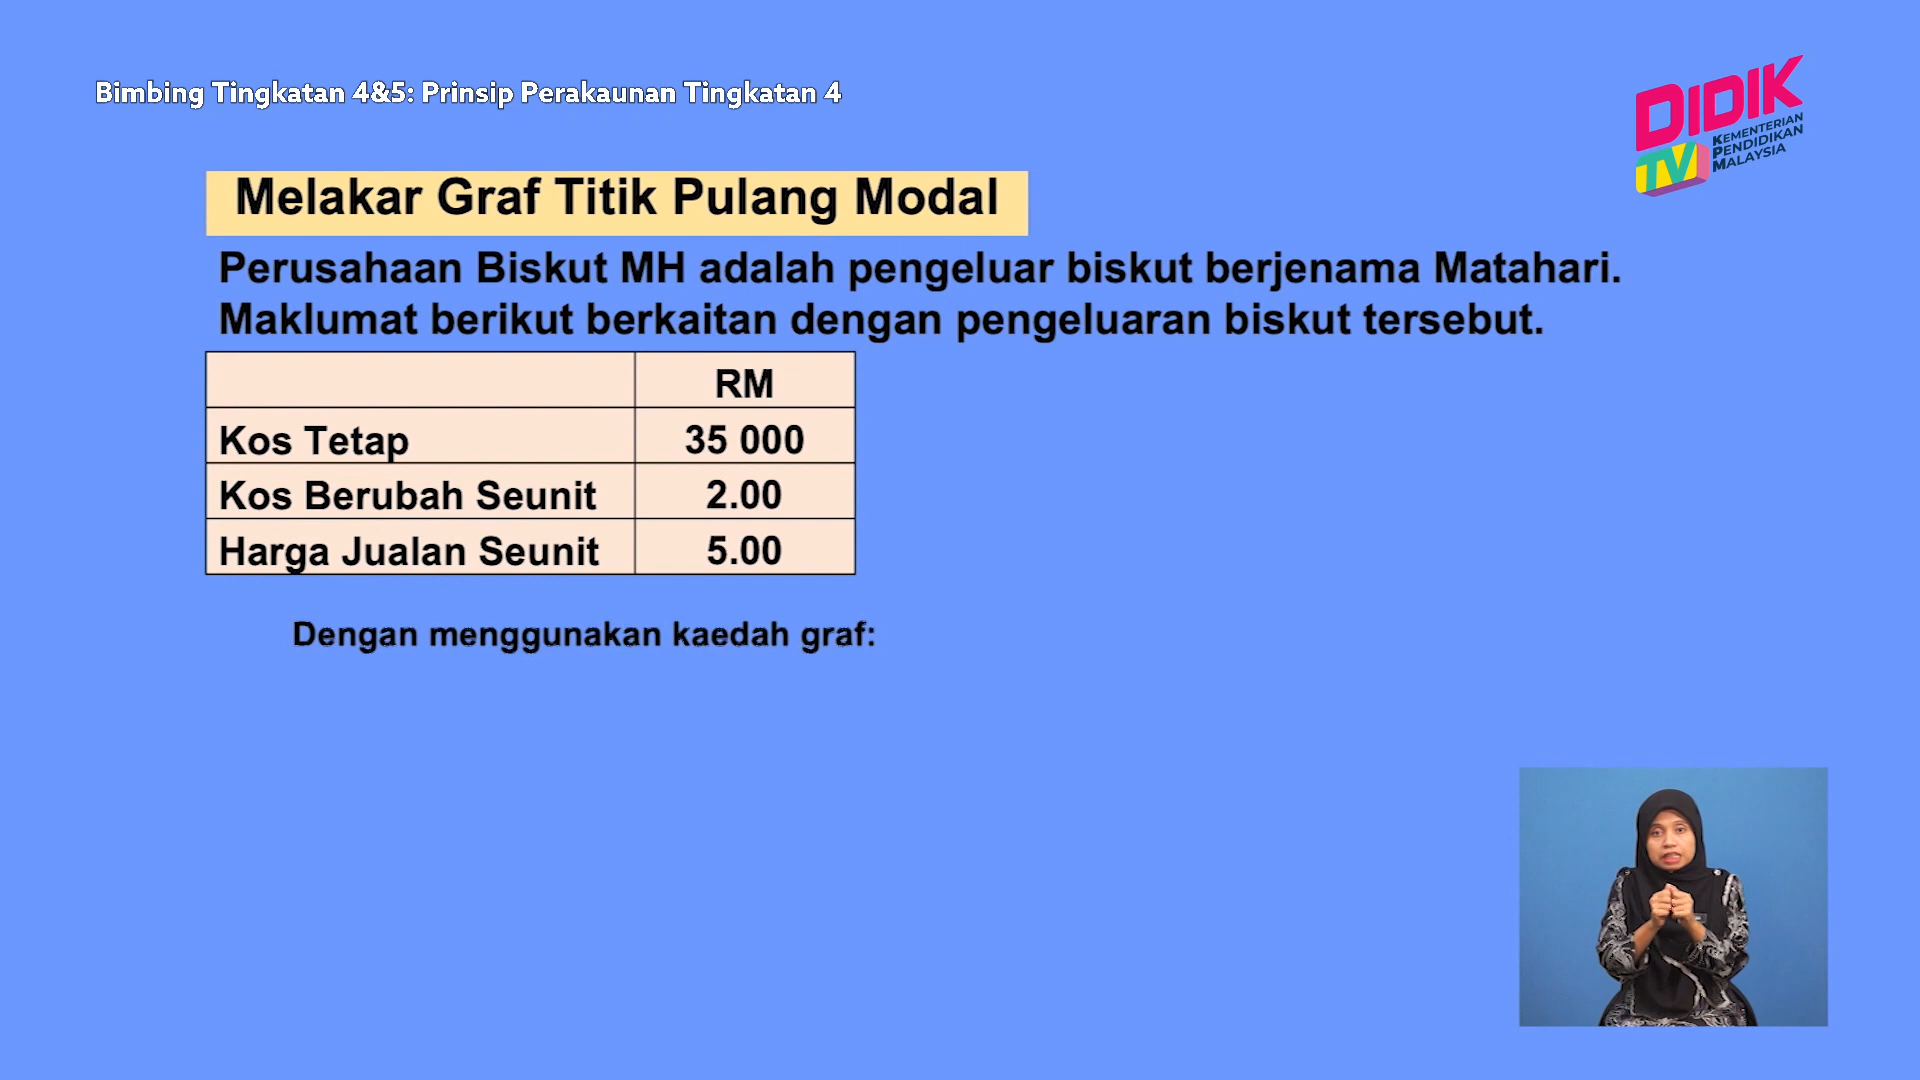 Bimbing Tingkatan 4&5: Prinsip Perakaunan Tingkatan 4
DIDIK
TV
KEMENTERIAN
PENDIDIKAN
MALAYSIA
Melakar Graf Titik Pulang Modal
Perusahaan Biskut MH adalah pengeluar biskut berjenama Matahari.
Maklumat berikut berkaitan dengan pengeluaran biskut tersebut.
RM
Kos Tetap 35 000
Kos Berubah Seunit 2.00
Harga Jualan Seunit 5.00
Dengan menggunakan kaedah graf: